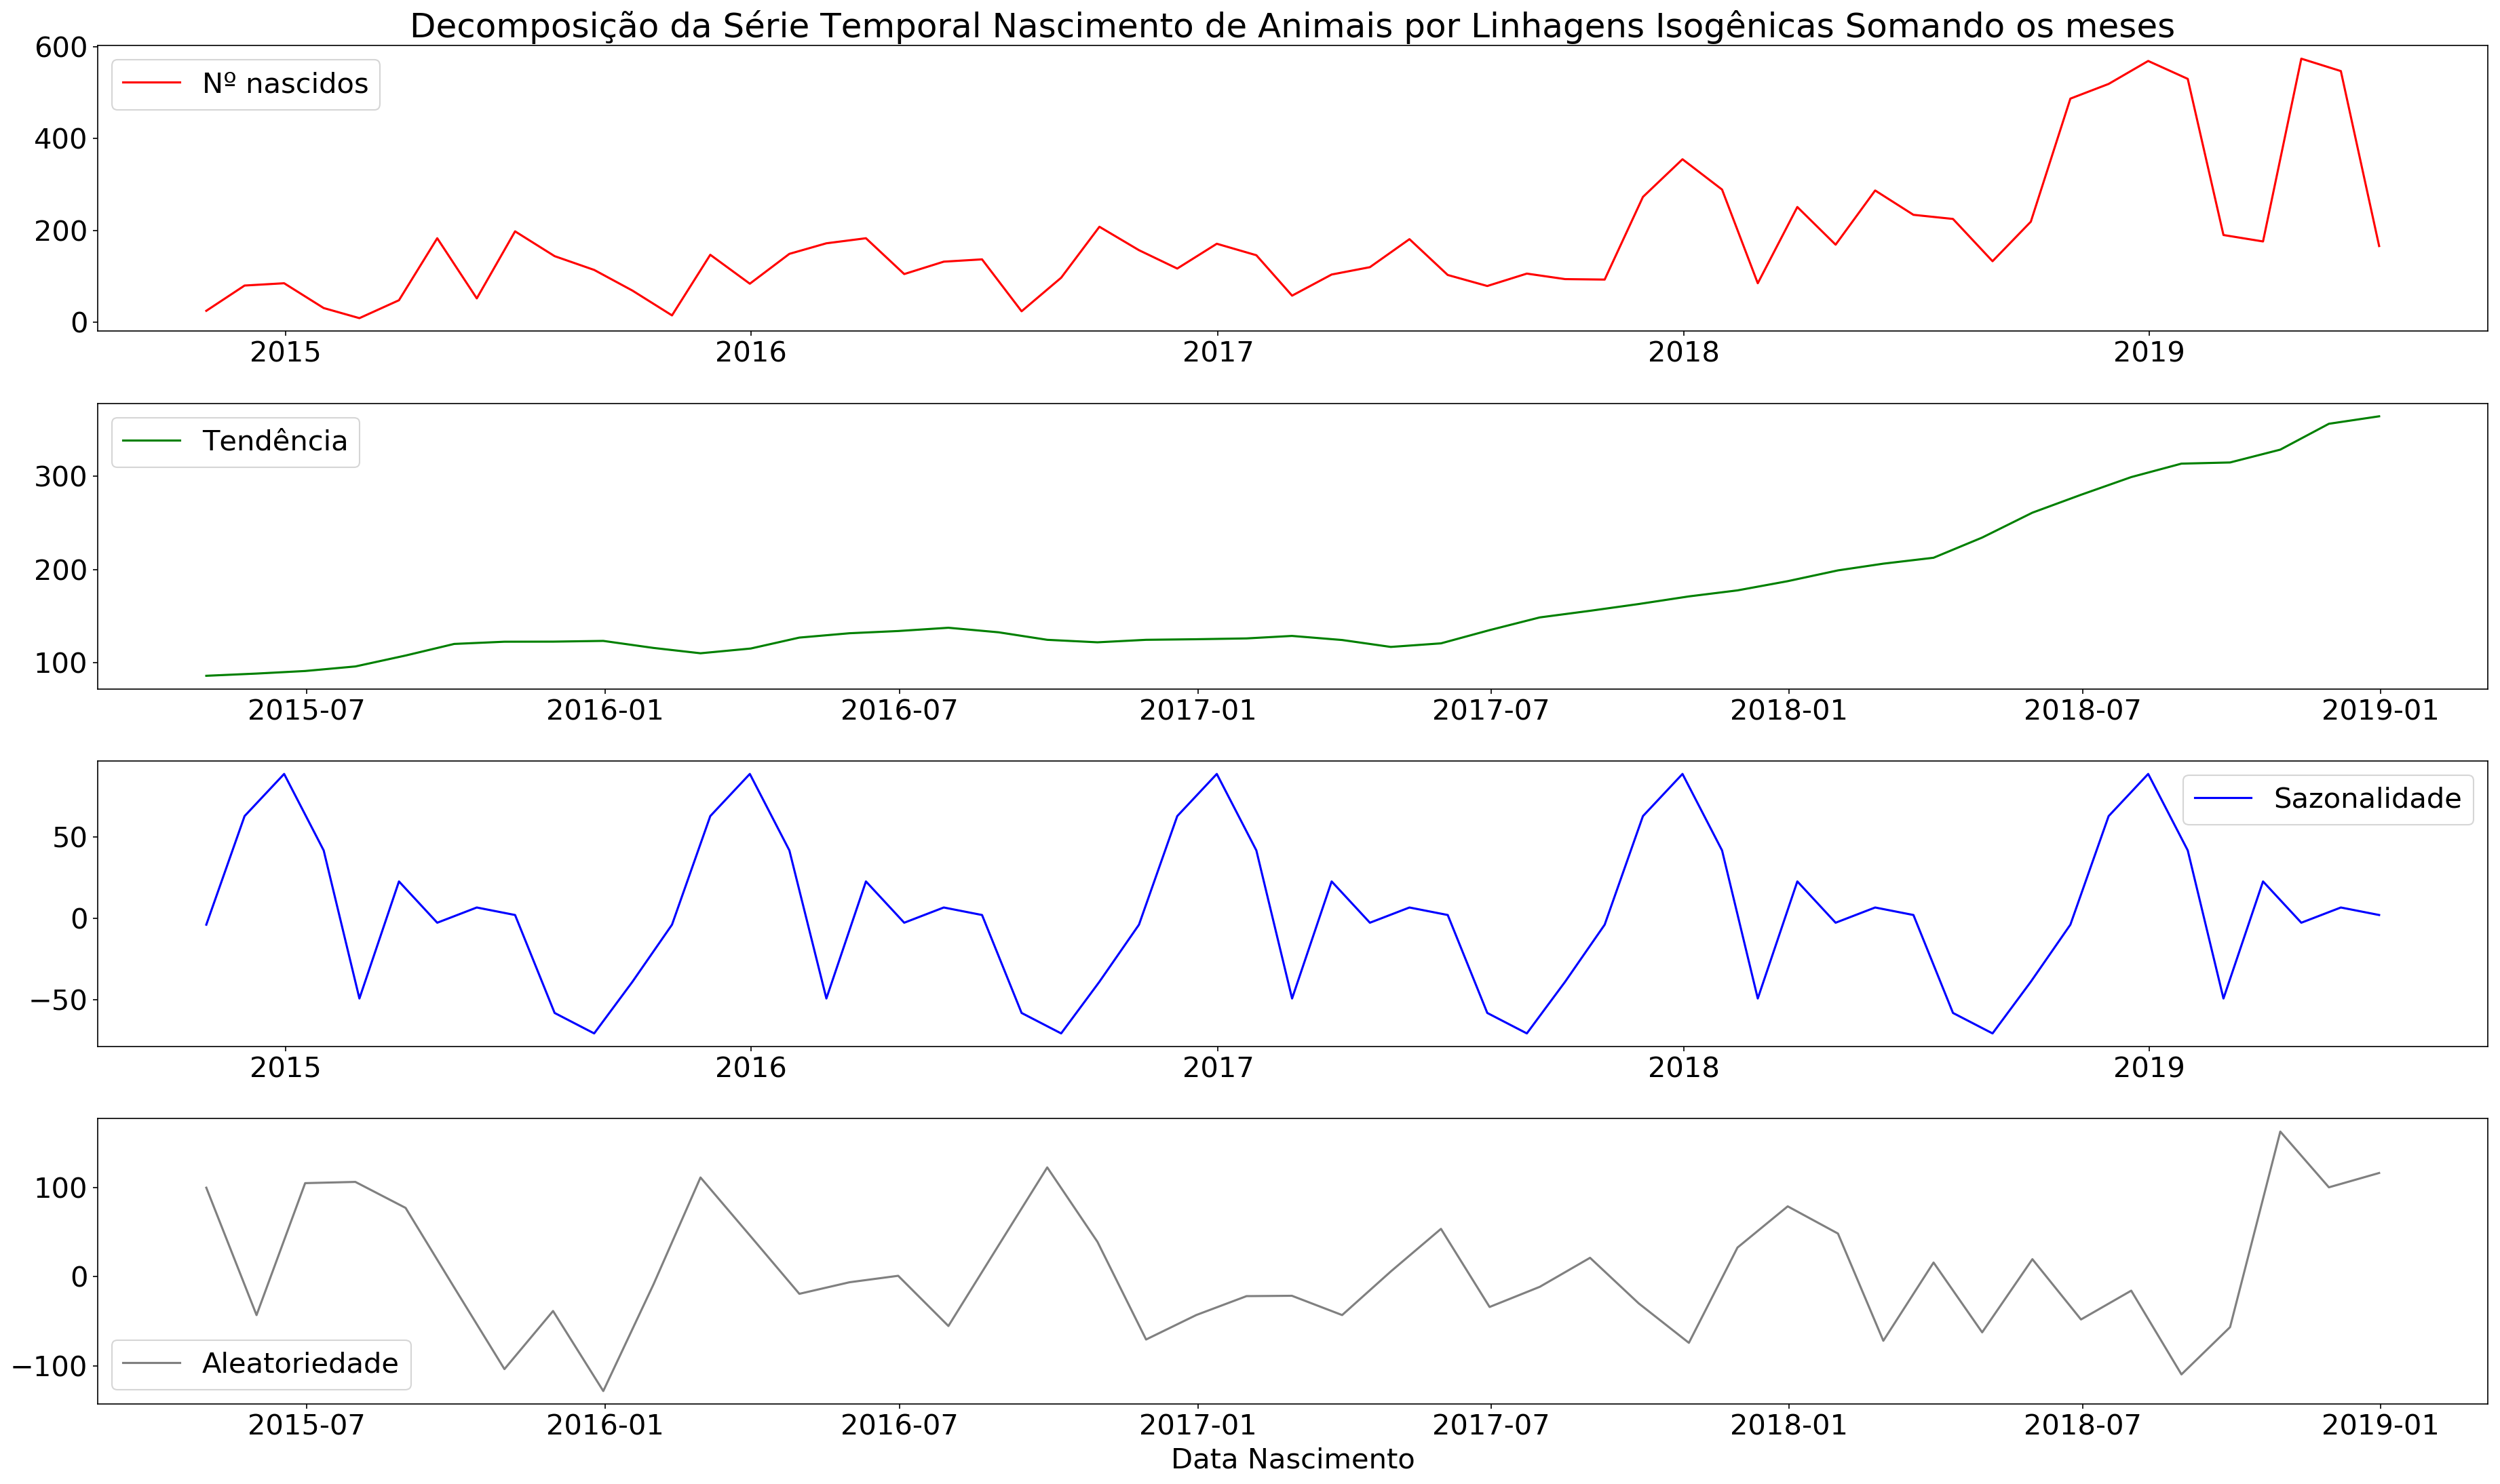 Decomposição da Série Temporal Nascimento de Animais por Linhagens Isogênicas Somando os meses
600
400
200
0
Nº nascidos
2015 2016 2017 2018 2019
300
200
100
Tendência
2015-07 2016-01 2016-07 2017-01 2017-07 2018-01 2018-07 2019-01
50
0
−50
Sazonalidade
2015 2016 2017 2018 2019
100
0
−100
Aleatoriedade
2015-07 2016-01 2016-07 2017-01 2017-07 2018-01 2018-07 2019-01
Data Nascimento